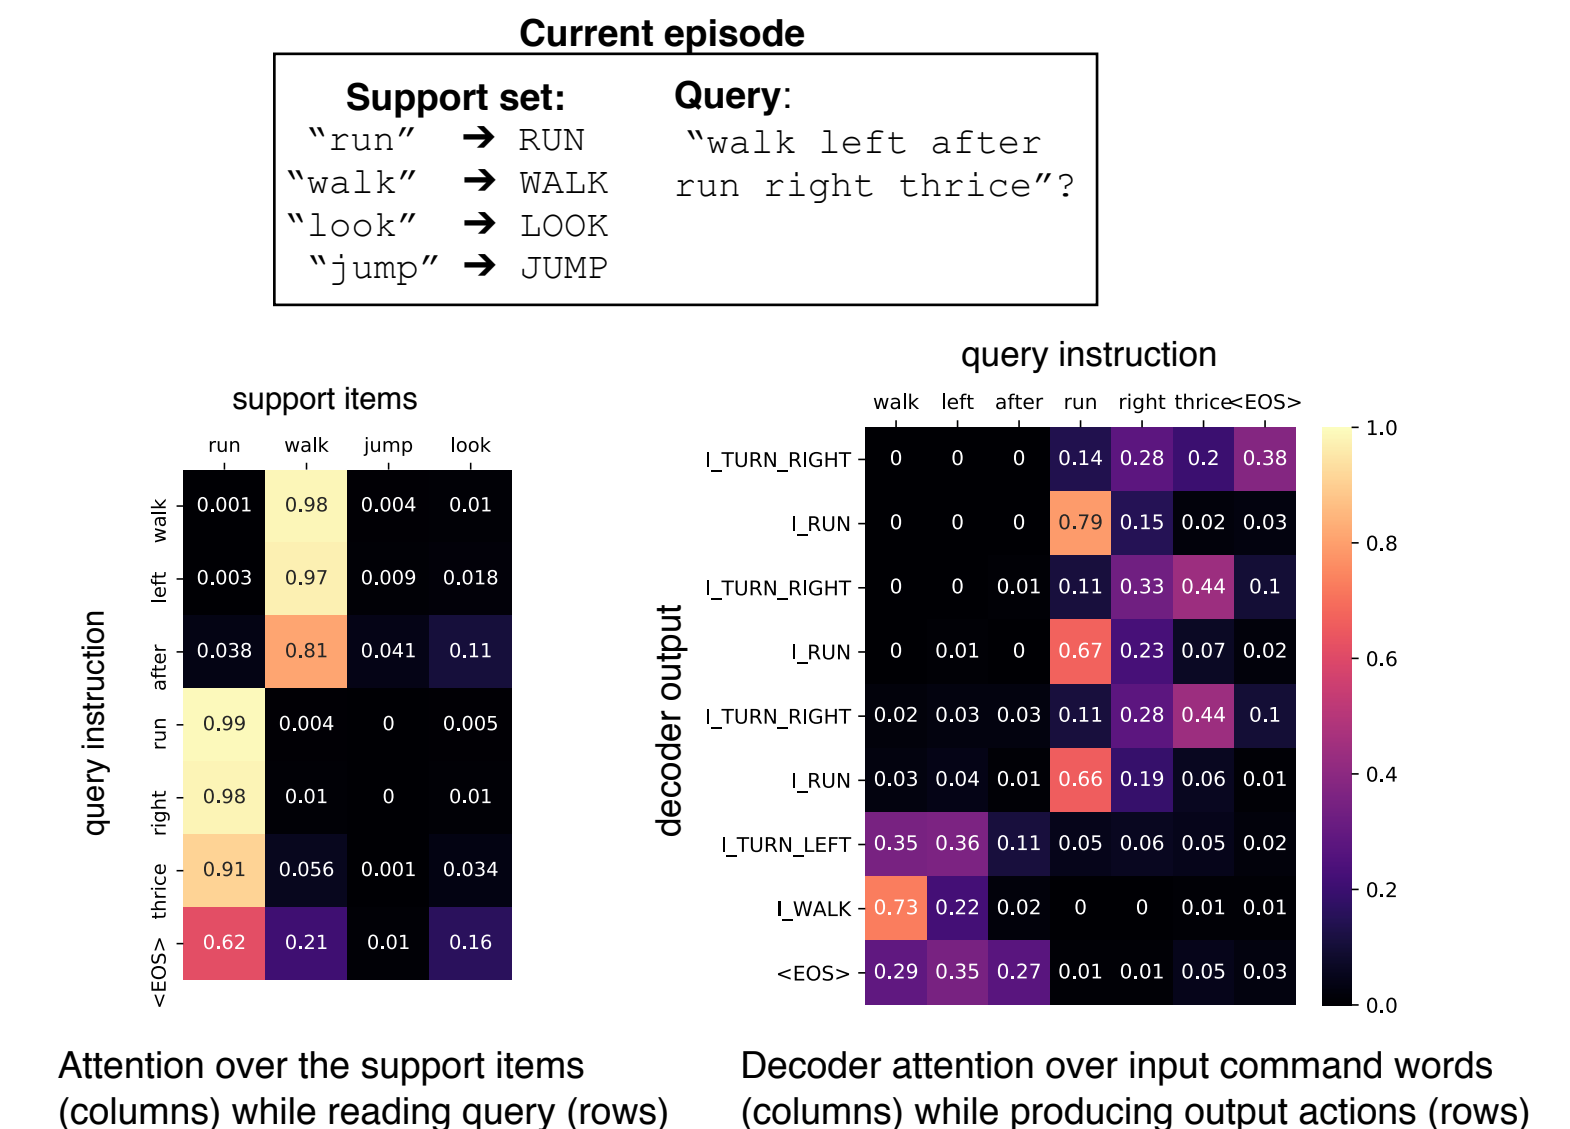 Current episode
Support set:
“run” ➔ RUN
“walk” ➔ WALK
“look” ➔ LOOK
“jump” ➔ JUMP
Query:
“walk left after
run right thrice”?
support items
run walk jump look
query instruction
walk 0.001 0.98 0.004 0.01
left 0.003 0.97 0.009 0.018
after 0.038 0.81 0.041 0.11
run 0.99 0.004 0 0.005
right 0.98 0.01 0 0.01
thrice 0.91 0.056 0.001 0.034
<EOS> 0.62 0.21 0.01 0.16
Attention over the support items
(columns) while reading query (rows)
query instruction
walk left after run right thrice <EOS>
decoder output
I_TURN_RIGHT 0 0 0 0.14 0.28 0.2 0.38
I_RUN 0 0 0 0.79 0.15 0.02 0.03
I_TURN_RIGHT 0 0 0.01 0.11 0.33 0.44 0.1
I_RUN 0 0.01 0 0.67 0.23 0.07 0.02
I_TURN_RIGHT 0.02 0.03 0.03 0.11 0.28 0.44 0.1
I_RUN 0.03 0.04 0.01 0.66 0.19 0.06 0.01
I_TURN_LEFT 0.35 0.36 0.11 0.05 0.06 0.05 0.02
I_WALK 0.73 0.22 0.02 0 0 0.01 0.01
<EOS> 0.29 0.35 0.27 0.01 0.01 0.05 0.03
1.0
0.8
0.6
0.4
0.2
0.0
Decoder attention over input command words
(columns) while producing output actions (rows)